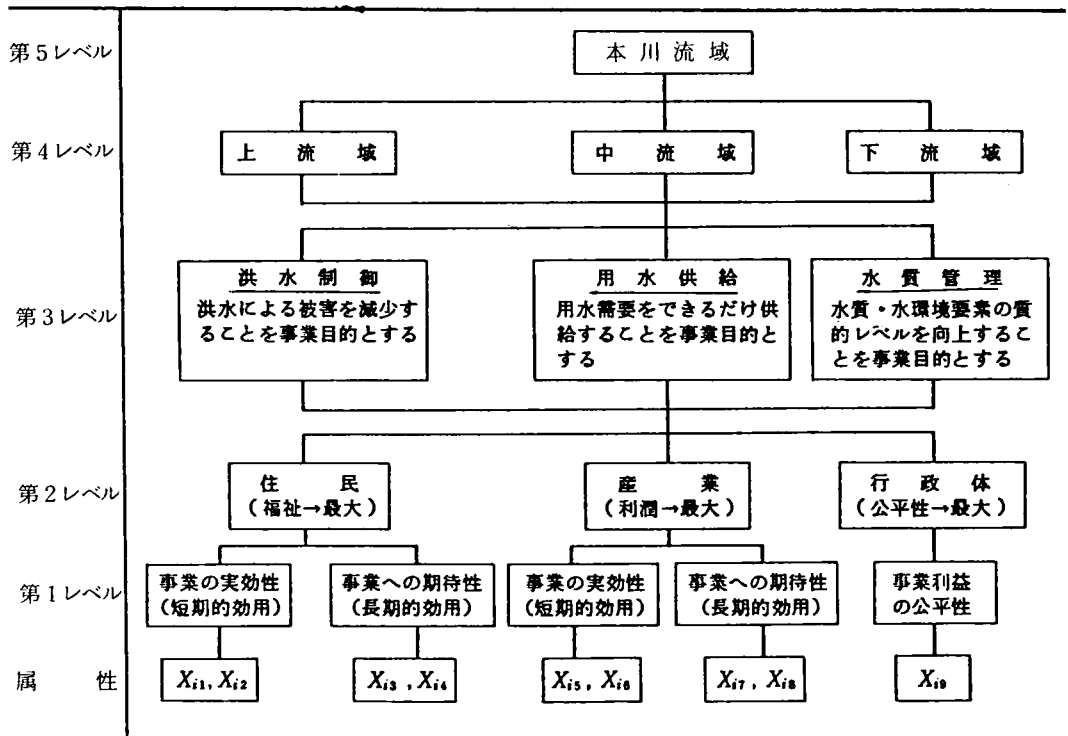 第5レベル
本川流域
第4レベル
上流域
中流域
下流域
第3レベル
洪水制御
洪水による被害を減少す
ることを事業目的とする
用水供給
用水需要をできるだけ供
給することを事業目的と
する
水質管理
水質・水環境要素の質
的レベルを向上するこ
とを事業目的とする
第2レベル
住民
(福祉→最大)
産業
(利潤→最大)
行政体
(公平性→最大)
第1レベル
事業の実効性
(短期的効用)
事業への期待性
(長期的効用)
事業の実効性
(短期的効用)
事業への期待性
(長期的効用)
事業利益
の公平性
属性
Xi1, Xi2
Xi3, Xi4
Xi5, Xi6
Xi7, Xi8
Xi9